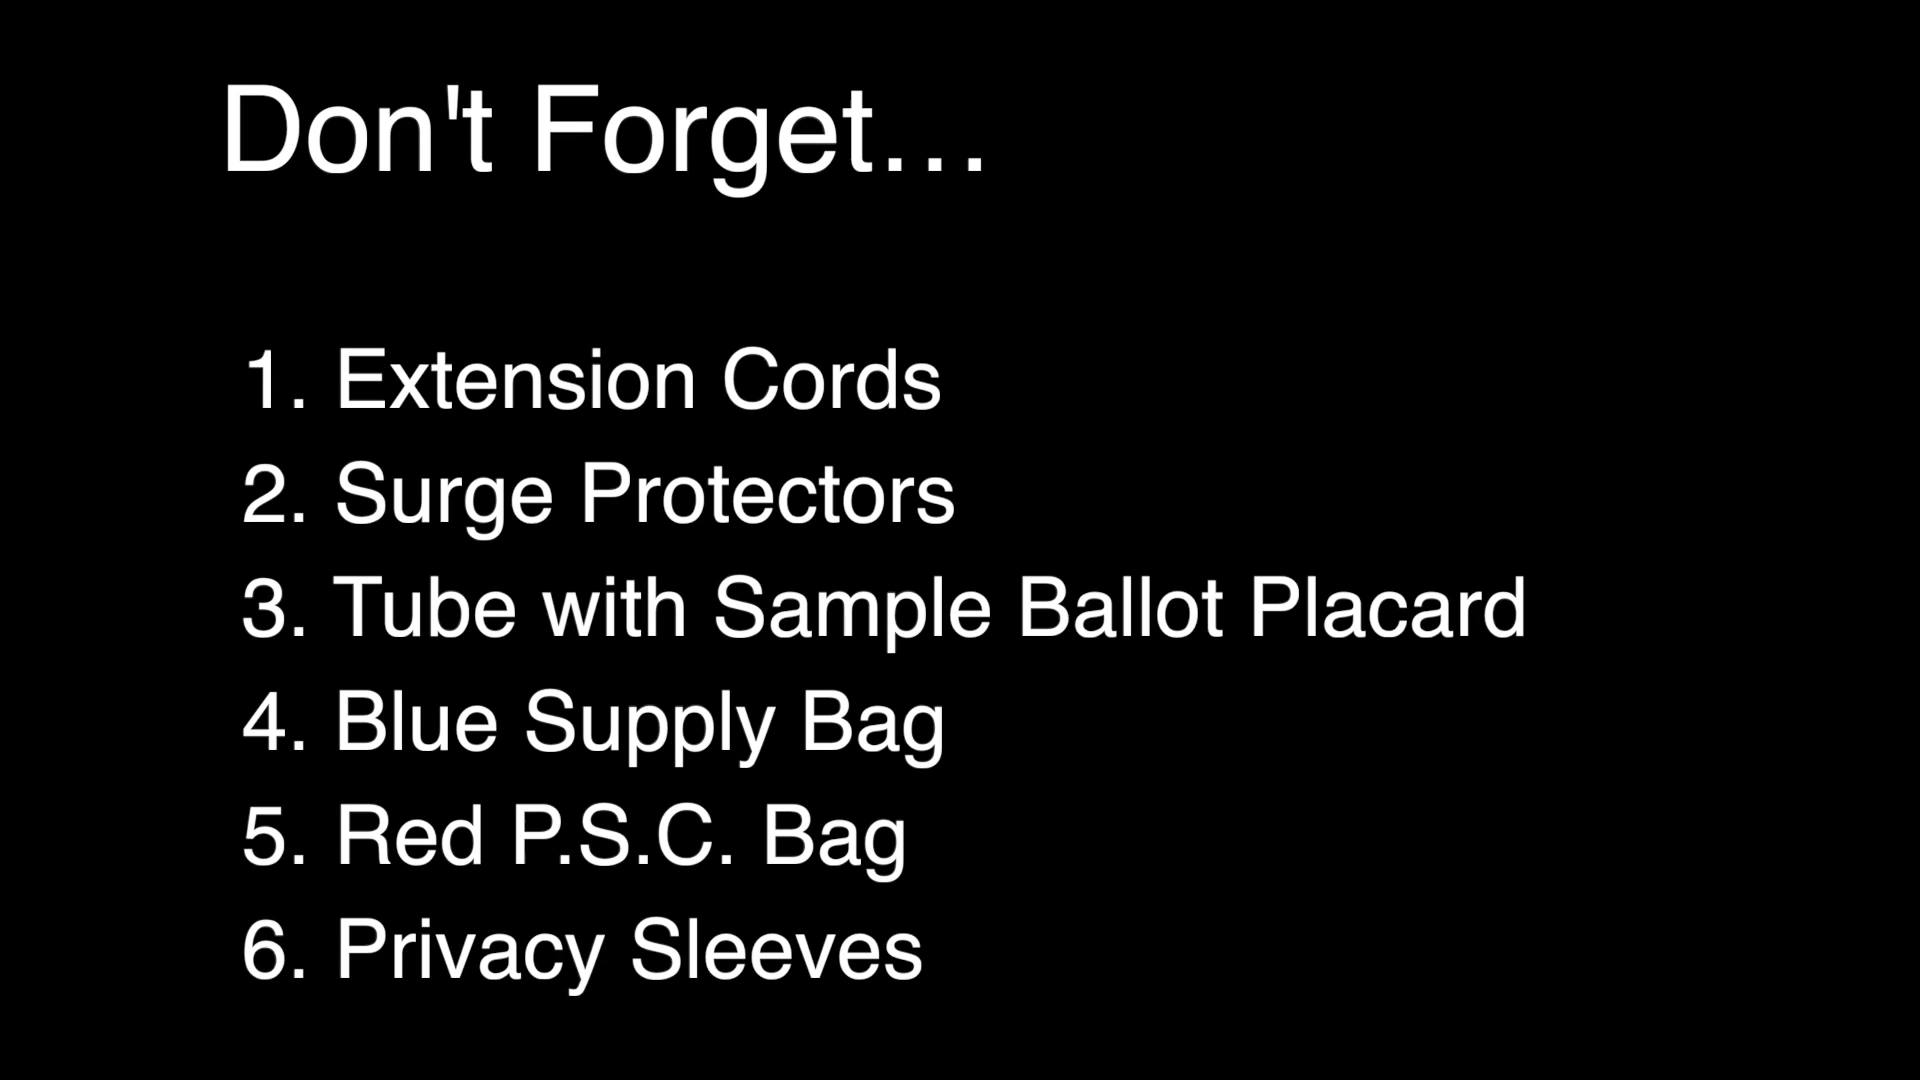 Don't Forget...
1. Extension Cords
2. Surge Protectors
3. Tube with Sample Ballot Placard
4. Blue Supply Bag
5. Red P.S.C. Bag
6. Privacy Sleeves